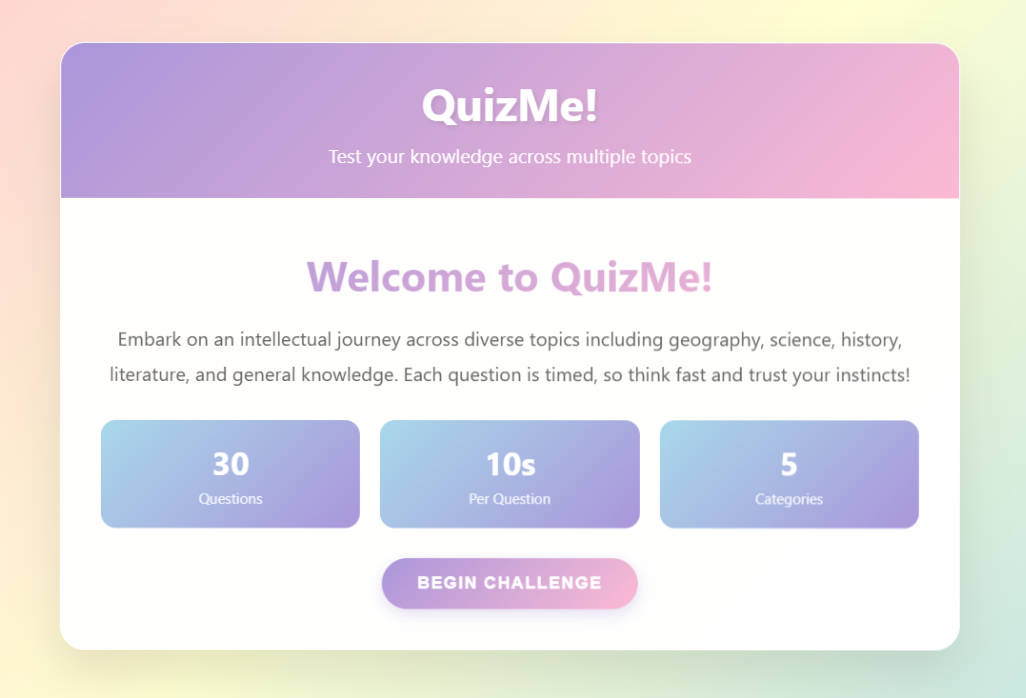 QuizMe!
Test your knowledge across multiple topics
Welcome to QuizMe!
Embark on an intellectual journey across diverse topics including geography, science, history,
literature, and general knowledge. Each question is timed, so think fast and trust your instincts!
30
Questions
10s
Per Question
5
Categories
BEGIN CHALLENGE